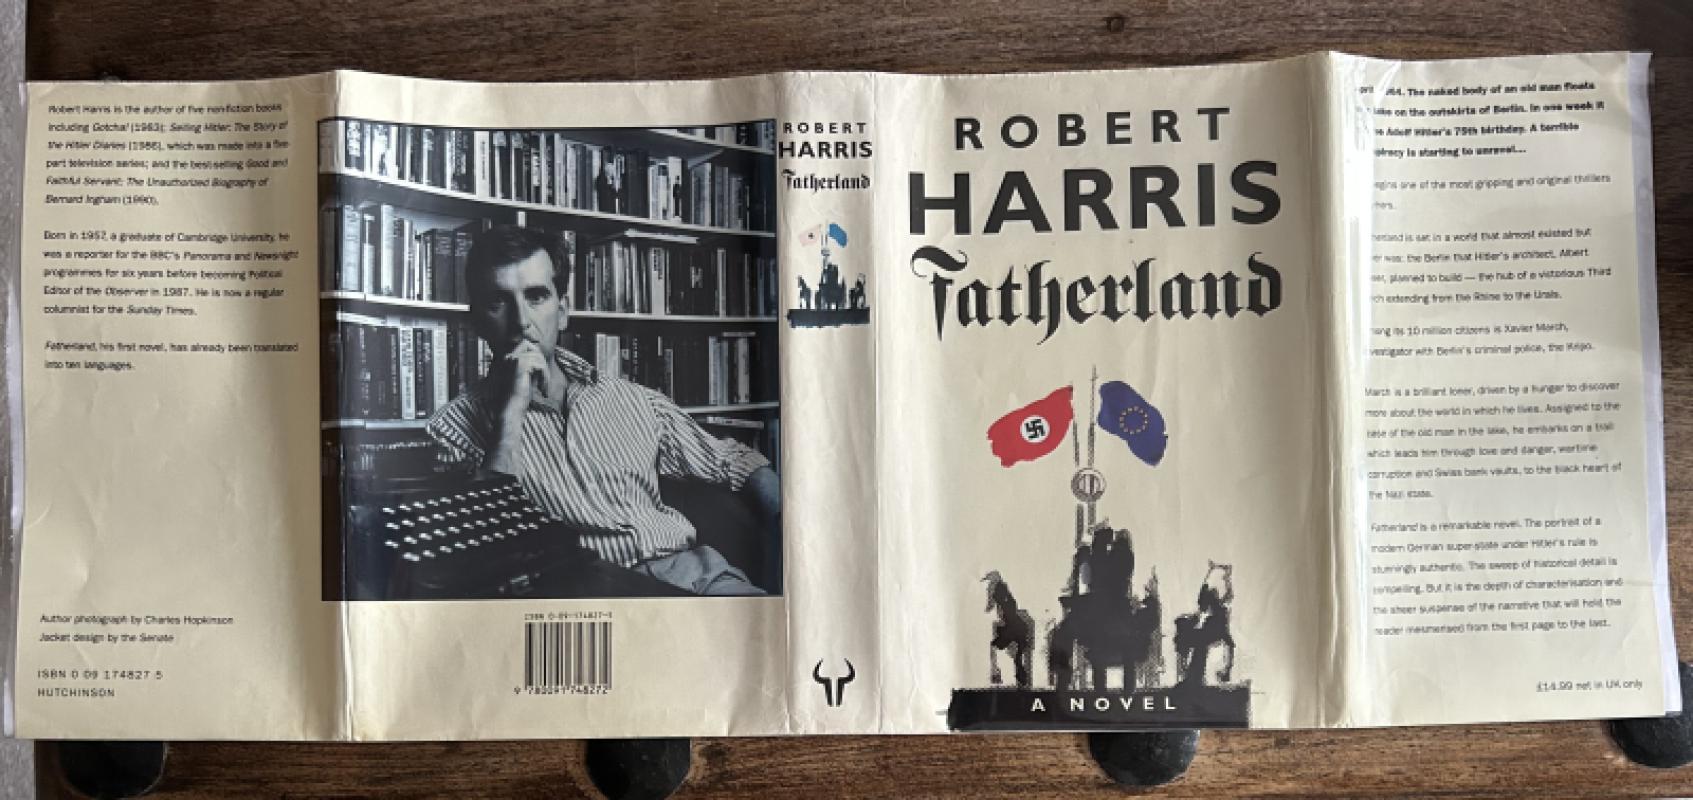 Robert Harris is the author of five non-fiction books
including Gotcha! (1983); Selling Hitler: The Story of
the Hitler Diaries (1986), which was made into a five-
part television series; and the best-selling Good and
Faithful Servant: The Unauthorized Biography of
Bernard Ingham (1990).
Born in 1957, a graduate of Cambridge University, he
was a reporter for the BBC's Panorama and Newsnight
programmes for six years before becoming Political
Editor of the Observer in 1987. He is now a regular
columnist for the Sunday Times.
Fatherland, his first novel, has already been translated
into ten languages.
Author photograph by Charles Hopkinson
Jacket design by the Senate
ISBN 0 09 174827 5
HUTCHINSON
ISBN 0-09-174827-5
9 780091 748272
ROBERT
HARRIS
Fatherland
ROBERT
HARRIS
Fatherland
A NOVEL
The naked body of an old man floats
on the outskirts of Berlin. In one week it
Adolf Hitler's 75th birthday. A terrible
is starting to unravel...
one of the most gripping and original thrillers
is set in a world that almost existed but
was: the Berlin that Hitler's architect, Albert
planned to build — the hub of a victorious Third
extending from the Rhine to the Urals.
its 10 million citizens is Xavier March,
investigator with Berlin's criminal police, the Kripo.
March is a brilliant loner, driven by a hunger to discover
more about the world in which he lives. Assigned to the
case of the old man in the lake, he embarks on a trail
which leads him through love and danger, wartime
corruption and Swiss bank vaults, to the black heart of
the Nazi state.
Fatherland is a remarkable novel. The portrait of a
modern German super-state under Hitler's rule is
stunningly authentic. The sweep of historical detail is
compelling. But it is the depth of characterisation and
the sheer suspense of the narrative that will hold the
reader mesmerised from the first page to the last.
£14.99 net in UK only